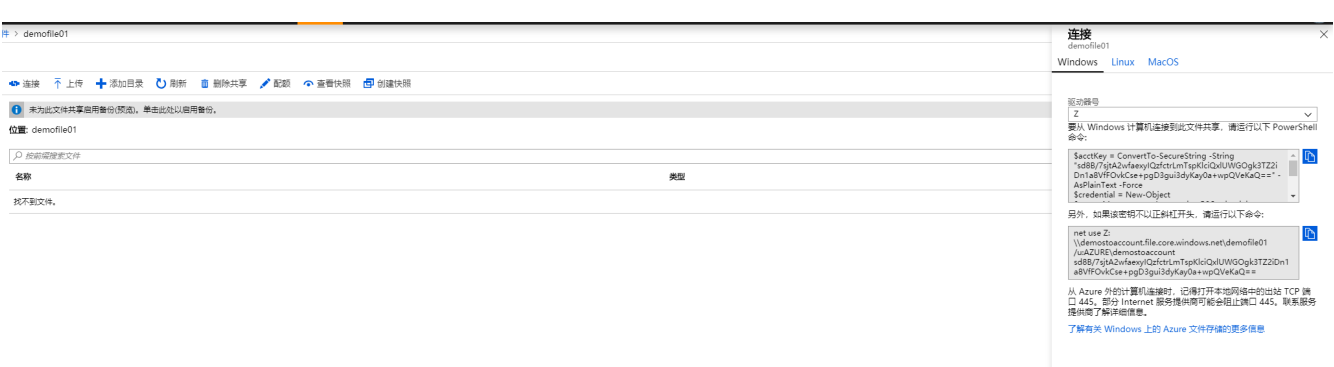 件 > demofile01
连接
demofile01
Windows Linux MacOS
连接 上传 添加目录 刷新 删除共享 配额 查看快照 创建快照
未为此文件共享启用备份(预览)。单击此处以启用备份。
位置: demofile01
按前缀搜索文件
名称 类型
找不到文件。
驱动器号
Z
要从 Windows 计算机连接到此文件共享，请运行以下 PowerShell
命令:
$acctKey = ConvertTo-SecureString -String
"sd8B/7sjtA2wfaexyIQzfctrLmTspKlciQxlUWGOgk3TZ2i
Dn1a8VfFOvkCse+pgD3gui3dyKay0a+wpQVeKaQ==" -
AsPlainText -Force
$credential = New-Object
另外，如果该密钥不以正斜杠开头，请运行以下命令:
net use Z:
\\demostoaccount.file.core.windows.net\demofile01
/u:AZURE\demostoaccount
sd8B/7sjtA2wfaexyIQzfctrLmTspKlciQxlUWGOgk3TZ2iDn1
a8VfFOvkCse+pgD3gui3dyKay0a+wpQVeKaQ==
从 Azure 外的计算机连接时，记得打开本地网络中的出站 TCP 端
口 445。部分 Internet 服务提供商可能会阻止端口 445。联系服务
提供商了解详细信息。
了解有关 Windows 上的 Azure 文件存储的更多信息